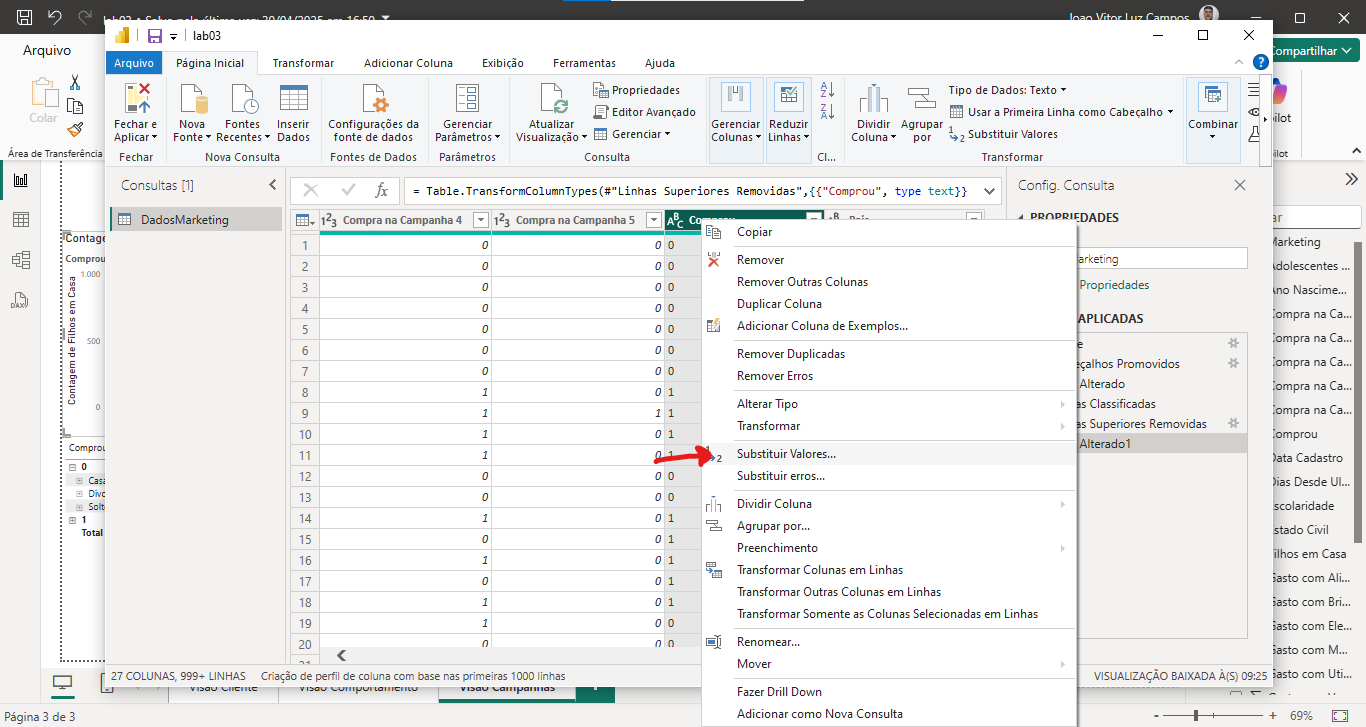 lab03 • Salvo pela última vez: 30/04/2025 em 16:50
Joao Vitor Luz Campos
Arquivo
Compartilhar
Colar
Área de Transferência
lab03
Arquivo
Página Inicial
Transformar
Adicionar Coluna
Exibição
Ferramentas
Ajuda
Fechar e
Aplicar
Fechar
Nova
Fonte
Fontes
Recentes
Inserir
Dados
Nova Consulta
Configurações da
fonte de dados
Fontes de Dados
Gerenciar
Parâmetros
Parâmetros
Atualizar
Visualização
Propriedades
Editor Avançado
Gerenciar
Consulta
Gerenciar
Colunas
Reduzir
Linhas
Cl...
Dividir
Coluna
Agrupar
por
Tipo de Dados: Texto
Usar a Primeira Linha como Cabeçalho
Substituir Valores
Transformar
Combinar
pilot
pilot
Consultas [1]
DadosMarketing
fx
= Table.TransformColumnTypes(#"Linhas Superiores Removidas",{{"Comprou", type text}}
Config. Consulta
PROPRIEDADES
arketing
Propriedades
APLICADAS
e
eçalhos Promovidos
Alterado
as Classificadas
as Superiores Removidas
Alterado1
123 Compra na Campanha 4
123 Compra na Campanha 5
ABC Comprou
País
1 0 0 0
2 0 0 0
3 0 0 0
4 0 0 0
5 0 0 0
6 0 0 0
7 0 0 0
8 1 0 1
9 1 1 1
10 1 0 1
11 1 0 1
12 0 0 0
13 0 0 0
14 1 0 1
15 0 0 1
16 1 0 1
17 0 0 1
18 1 0 1
19 1 0 0
20 0 0 0
21
Copiar
Remover
Remover Outras Colunas
Duplicar Coluna
Adicionar Coluna de Exemplos...
Remover Duplicadas
Remover Erros
Alterar Tipo
Transformar
Substituir Valores...
Substituir erros...
Dividir Coluna
Agrupar por...
Preenchimento
Transformar Colunas em Linhas
Transformar Outras Colunas em Linhas
Transformar Somente as Colunas Selecionadas em Linhas
Renomear...
Mover
Fazer Drill Down
Adicionar como Nova Consulta
27 COLUNAS, 999+ LINHAS
Criação de perfil de coluna com base nas primeiras 1000 linhas
VISUALIZAÇÃO BAIXADA À(S) 09:25
Contage
Comprou
1.000
500
0
Contagem de Filhos em Casa
Comprou
0
Casa
Divo
Solt
1
Total
ar
Marketing
Adolescentes ...
Ano Nascime...
Compra na Ca...
Compra na Ca...
Compra na Ca...
Compra na Ca...
Compra na Ca...
Comprou
Data Cadastro
Dias Desde Ul...
Escolaridade
Estado Civil
Filhos em Casa
Gasto com Ali...
Gasto com Bri...
Gasto com Ele...
Gasto com M...
Gasto com Uti...
Visão Cliente
Visão Comportamento
Visão Campanhas
Página 3 de 3
69%